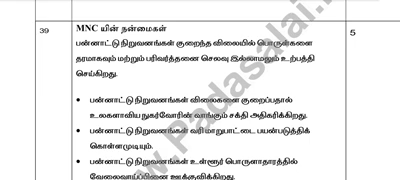 39
MNC யின் நன்மைகள்
5
பன்னாட்டு நிறுவனங்கள் குறைந்த விலையில் பொருள்களை
தரமாகவும் மற்றும் பரிவர்த்தனை செலவு இல்லாமலும் உற்பத்தி
செய்கிறது.
• பன்னாட்டு நிறுவனங்கள் விலைகளை குறைப்பதால்
உலகளாவிய நுகர்வோரின் வாங்கும் சக்தி அதிகரிக்கிறது.
• பன்னாட்டு நிறுவனங்கள் வரி மாறுபாட்டை பயன்படுத்திக்
கொள்ளமுடியும்.
• பன்னாட்டு நிறுவனங்கள் உள்ளூர் பொருளாதாரத்தில்
வேலைவாய்ப்பினை ஊக்குவிக்கிறது.
www.Padasalai.